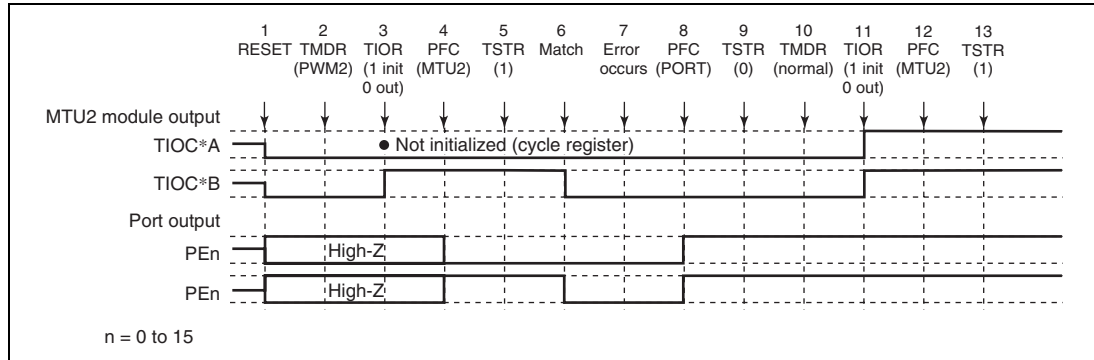 1 2 3 4 5 6 7 8 9 10 11 12 13
RESET TMDR TIOR PFC TSTR Match Error PFC TSTR TMDR TIOR PFC TSTR
(PWM2) (1 init (MTU2) (1) occurs (PORT) (0) (normal) (1 init (MTU2) (1)
0 out) 0 out)
MTU2 module output
TIOC*A
● Not initialized (cycle register)
TIOC*B
Port output
PEn
High-Z
PEn
High-Z
n = 0 to 15